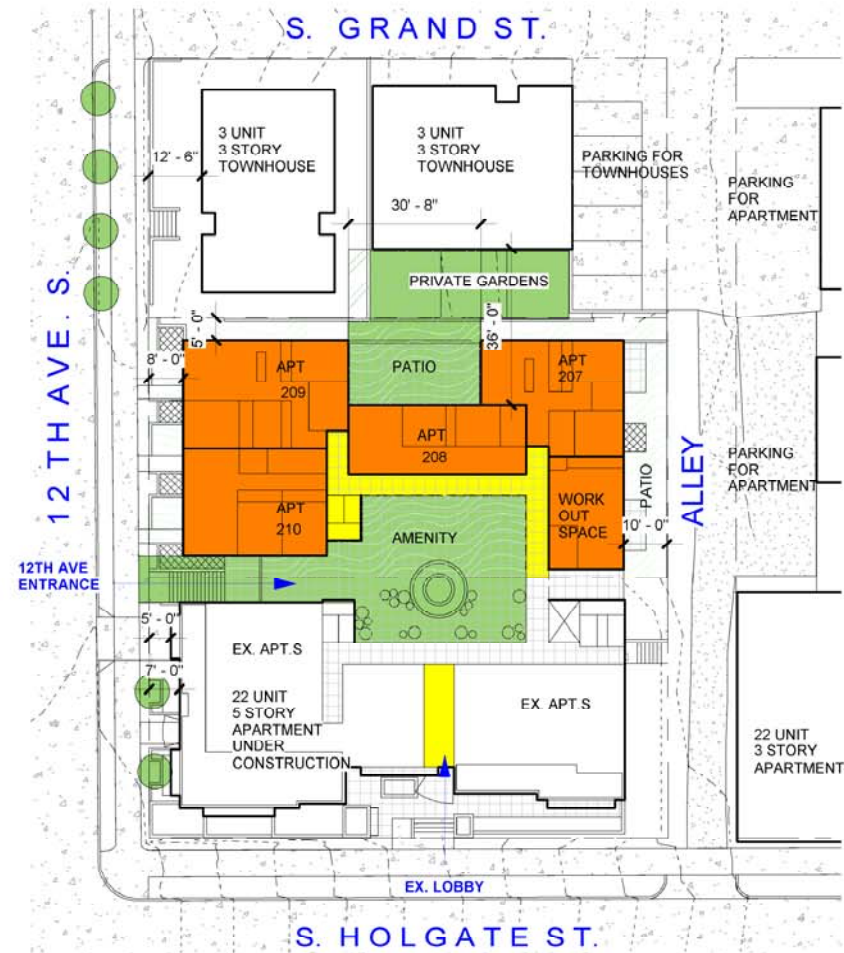 S. GRAND ST.
3 UNIT
3 STORY
TOWNHOUSE
3 UNIT
3 STORY
TOWNHOUSE
12' - 6"
PARKING FOR
TOWNHOUSES
PARKING
FOR
APARTMENT
30' - 8"
PRIVATE GARDENS
12 TH AVE. S.
5' - 0"
36' - 0"
8' - 0"
APT
209
PATIO
APT
207
APT
208
ALLEY
PARKING
FOR
APARTMENT
APT
210
WORK
OUT
SPACE
PATIO
10' - 0"
AMENITY
12TH AVE
ENTRANCE
5' - 0"
EX. APT.S
7' - 0"
22 UNIT
5 STORY
APARTMENT
UNDER
CONSTRUCTION
EX. APT.S
22 UNIT
3 STORY
APARTMENT
EX. LOBBY
S. HOLGATE ST.